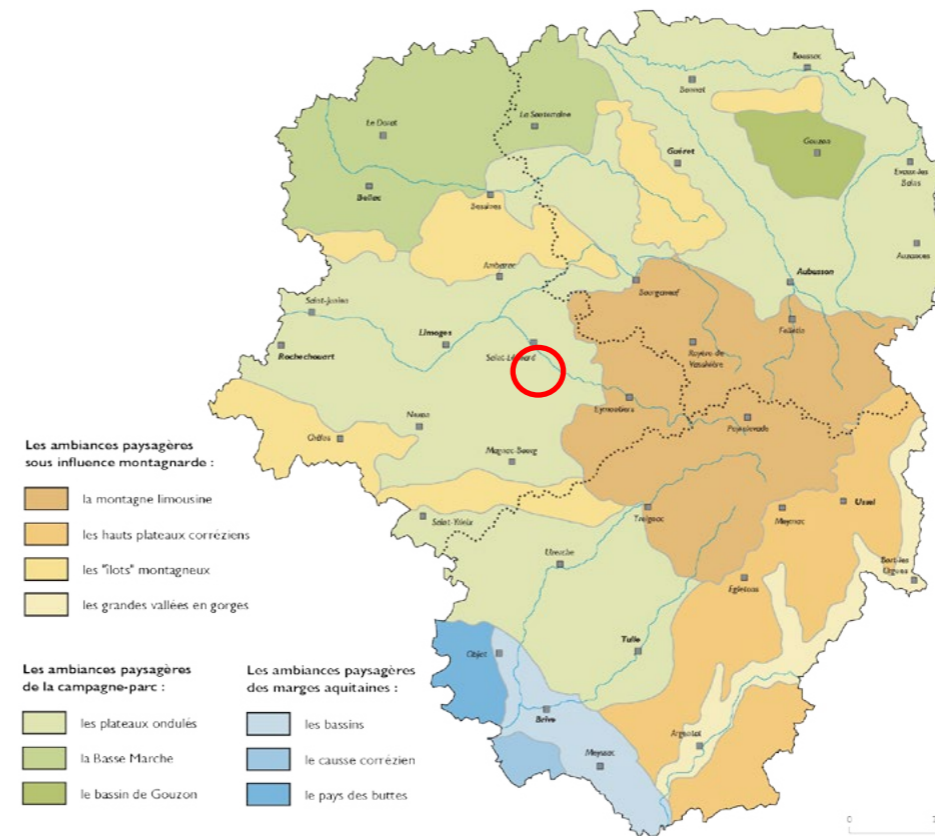 Boussac
Bonnat
La Souterraine
Le Dorat
Gouzon
Guéret
Evaux-les
Bains
Bellac
Bessines
Auzances
Ambazac
Aubusson
Bourganeuf
Saint-Junien
Felletin
Limoges
Saint-Léonard
Royère-de
Vassivière
Rochechouart
Eymoutiers
Peyrelevade
Nexon
Châlus
Magnac-Bourg
Ussel
Treignac
Meymac
Saint-Yrieix
Uzerche
Bort-les
Orgues
Egletons
Tulle
Objat
Brive
Argentat
Meyssac
Les ambiances paysagères
sous influence montagnarde :
la montagne limousine
les hauts plateaux corréziens
les "îlots" montagneux
les grandes vallées en gorges
Les ambiances paysagères
de la campagne-parc :
les plateaux ondulés
la Basse Marche
le bassin de Gouzon
Les ambiances paysagères
des marges aquitaines :
les bassins
le causse corrézien
le pays des buttes
0